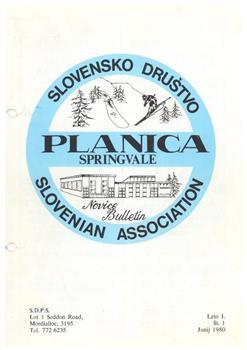 SLOVENSKO DRUŠTVO
PLANICA
SPRINGVALE
Novice
Bulletin
SLOVENIAN ASSOCIATION
S.D.P.S.
Lot 1 Seddon Road,
Mordialloc, 3195
Tel. 772 6235
Leto I.
št. 1
Junij 1980